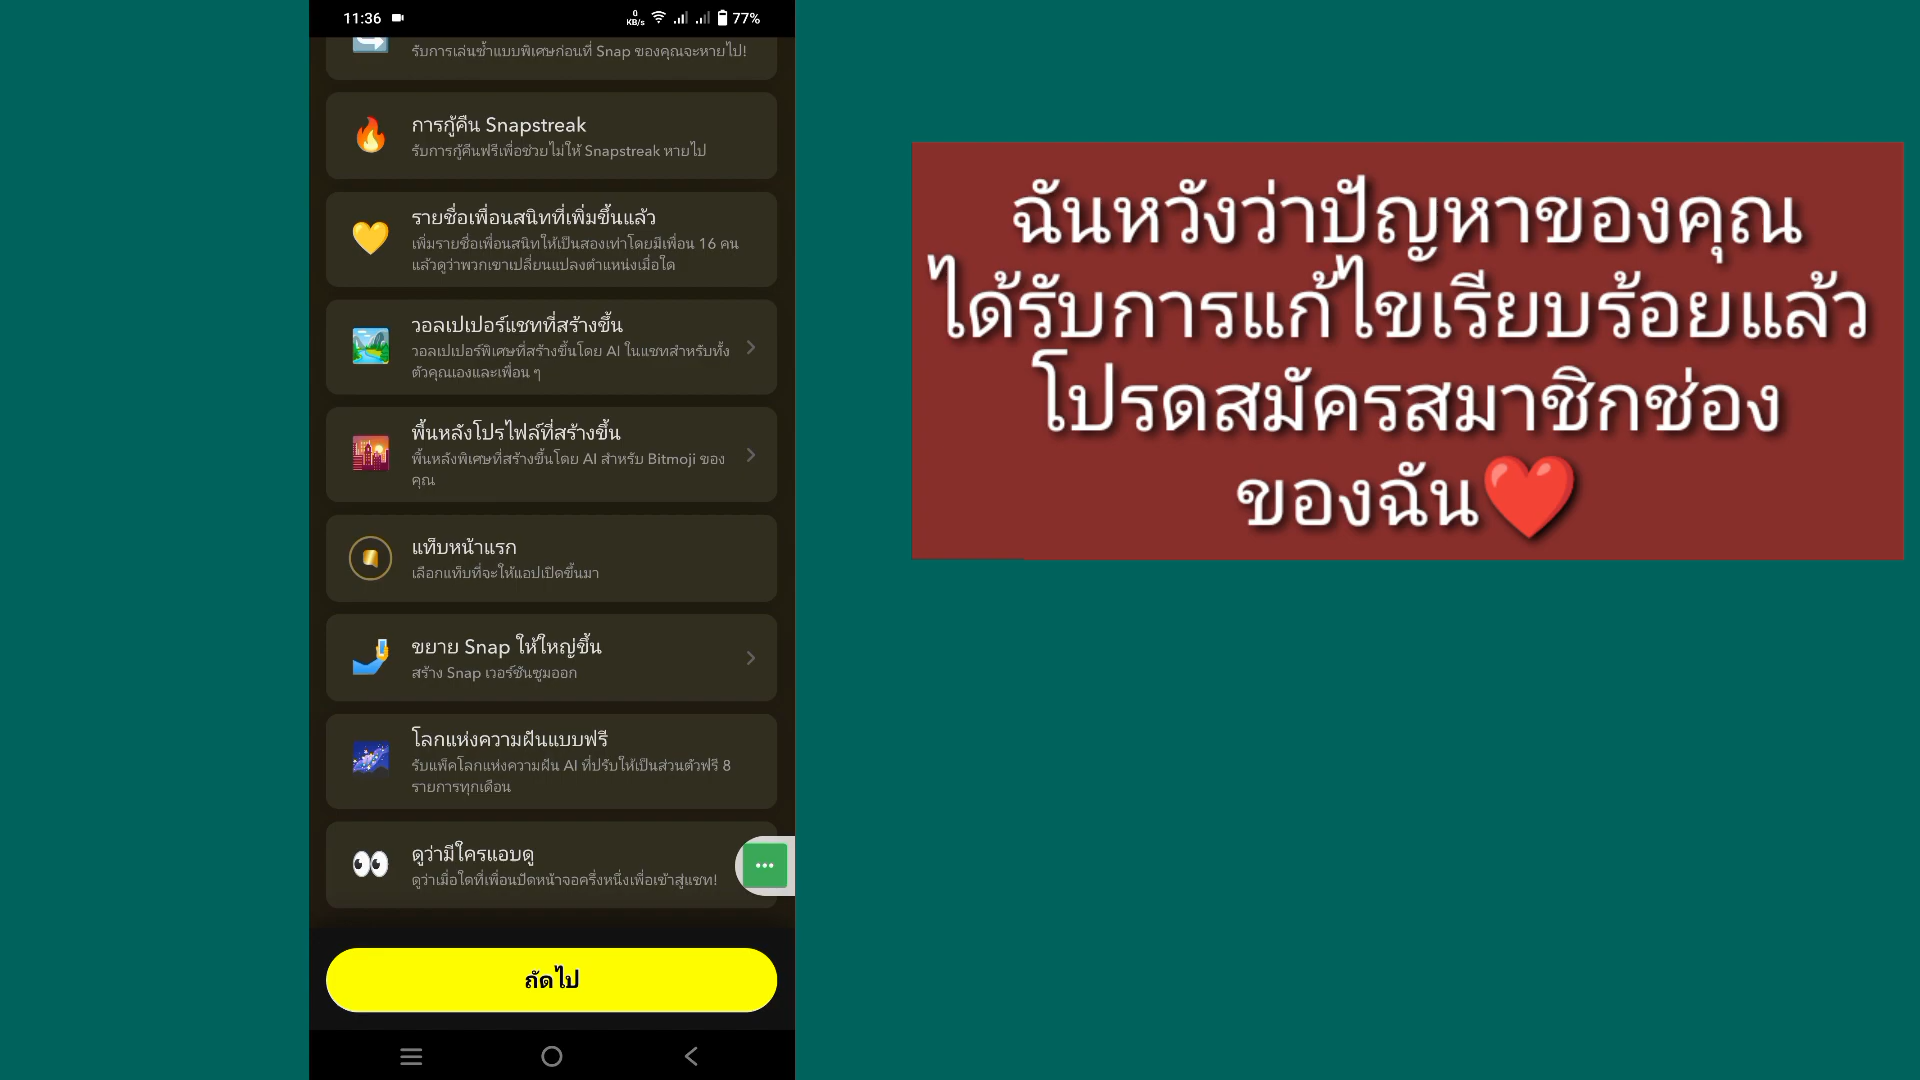 11:36
0
KB/s
77%
รับการเล่นซ้ำแบบพิเศษก่อนที่ Snap ของคุณจะหายไป!
การกู้คืน Snapstreak
รับการกู้คืนฟรีเพื่อช่วยไม่ให้ Snapstreak หายไป
รายชื่อเพื่อนสนิทที่เพิ่มขึ้นแล้ว
เพิ่มรายชื่อเพื่อนสนิทให้เป็นสองเท่าโดยมีเพื่อน 16 คน
แล้วดูว่าพวกเขาเปลี่ยนแปลงตำแหน่งเมื่อใด
วอลเปเปอร์แชทที่สร้างขึ้น
วอลเปเปอร์พิเศษที่สร้างขึ้นโดย AI ในแชทสำหรับทั้ง
ตัวคุณเองและเพื่อน ๆ
พื้นหลังโปรไฟล์ที่สร้างขึ้น
พื้นหลังพิเศษที่สร้างขึ้นโดย AI สำหรับ Bitmoji ของ
คุณ
แท็บหน้าแรก
เลือกแท็บที่จะให้แอปเปิดขึ้นมา
ขยาย Snap ให้ใหญ่ขึ้น
สร้าง Snap เวอร์ชันซูมออก
โลกแห่งความฝันแบบฟรี
รับแพ็คโลกแห่งความฝัน AI ที่ปรับให้เป็นส่วนตัวฟรี 8
รายการทุกเดือน
ดูว่ามีใครแอบดู
ดูว่าเมื่อใดที่เพื่อนปัดหน้าจอครึ่งหนึ่งเพื่อเข้าสู่แชท!
ถัดไป
ฉันหวังว่าปัญหาของคุณ
ได้รับการแก้ไขเรียบร้อยแล้ว
โปรดสมัครสมาชิกช่อง
ของฉัน❤️